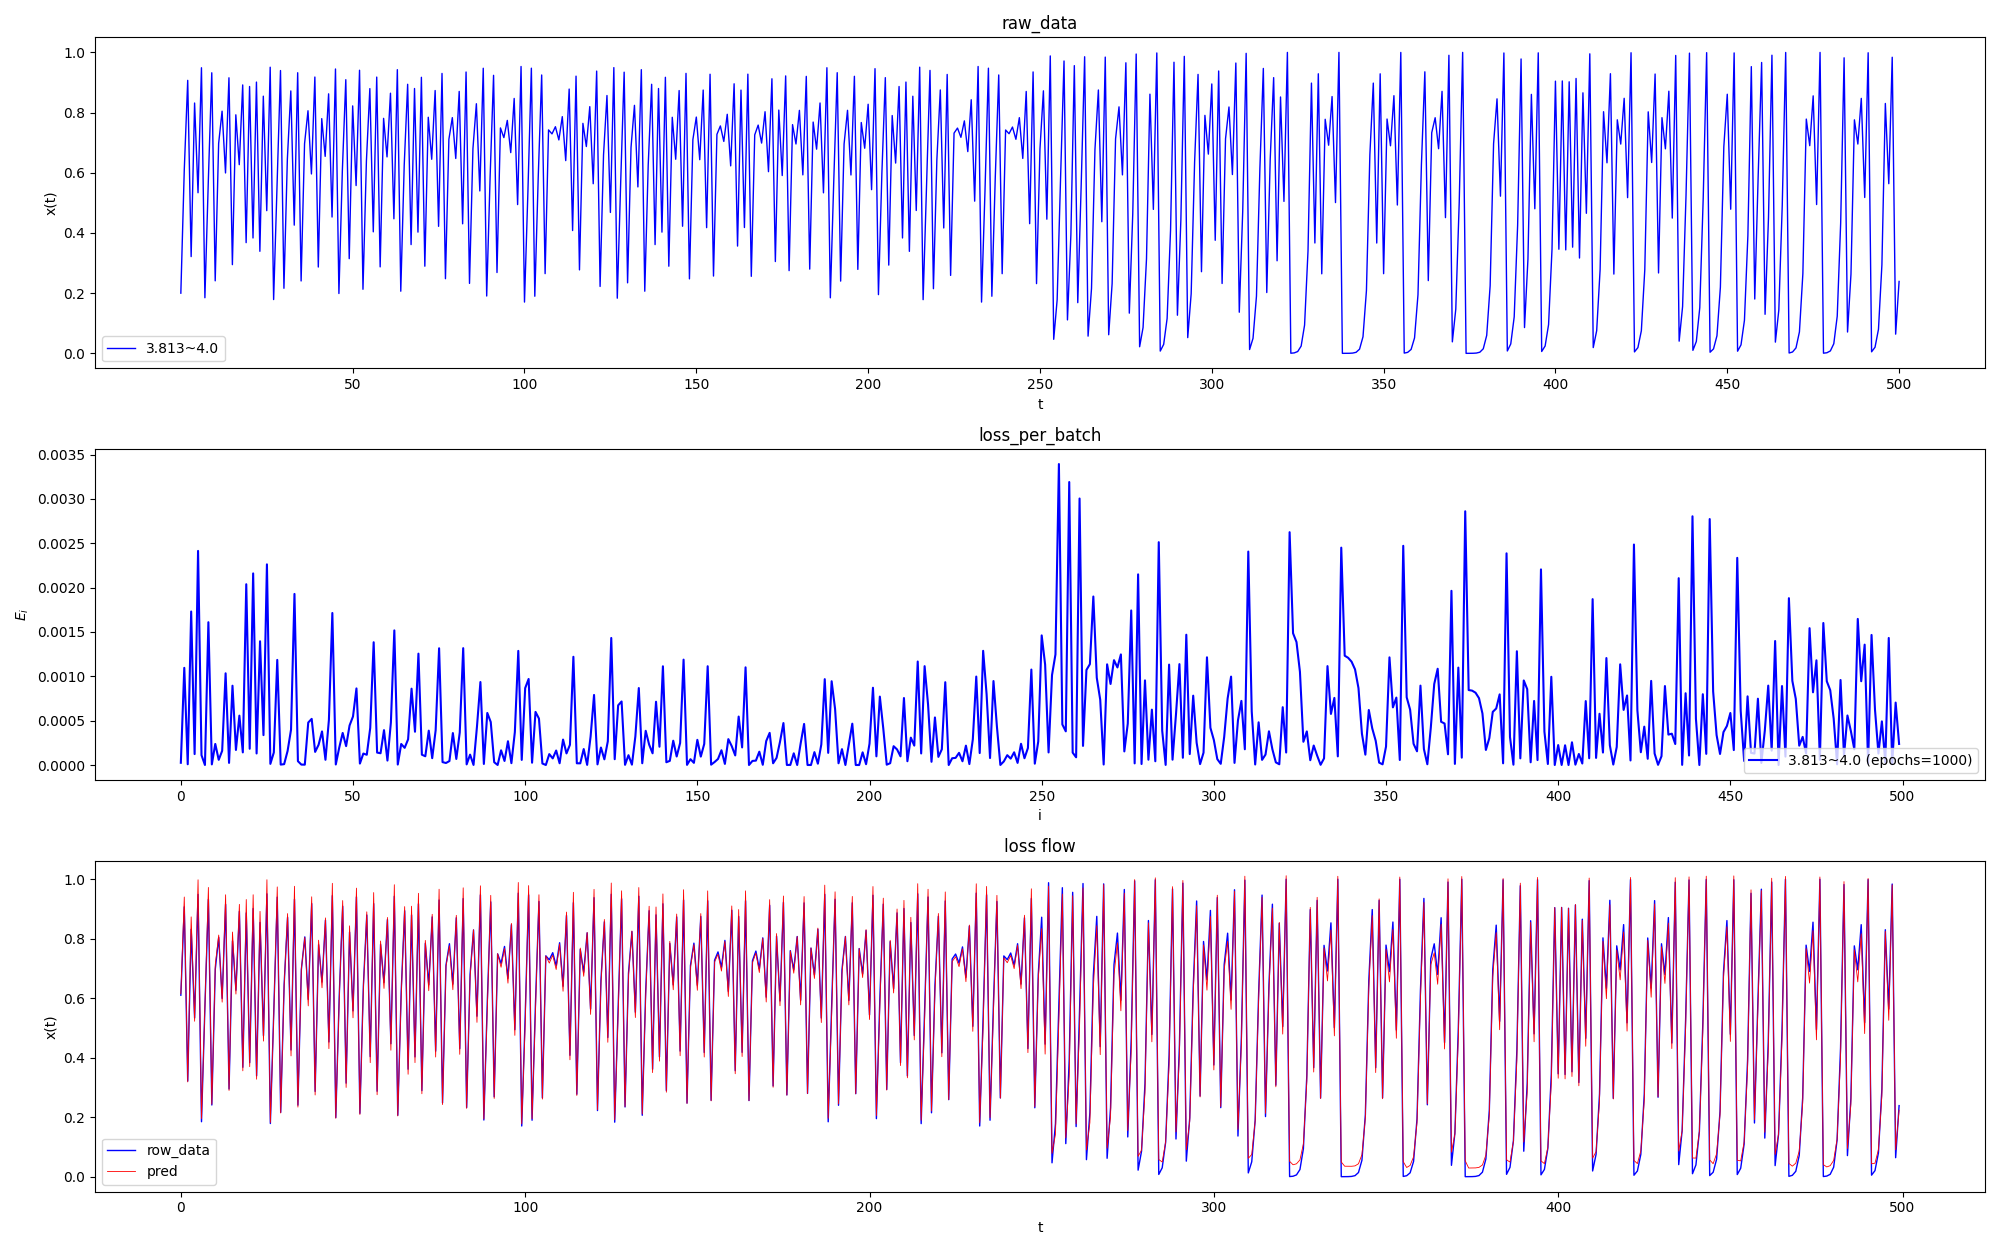 raw_data
1.0
0.8
0.6
0.4
0.2
0.0
x(t)
3.813~4.0
50 100 150 200 250 300 350 400 450 500
t
loss_per_batch
0.0035
0.0030
0.0025
0.0020
0.0015
0.0010
0.0005
0.0000
E_i
3.813~4.0 (epochs=1000)
0 50 100 150 200 250 300 350 400 450 500
i
loss flow
1.0
0.8
0.6
0.4
0.2
0.0
x(t)
row_data
pred
0 100 200 300 400 500
t